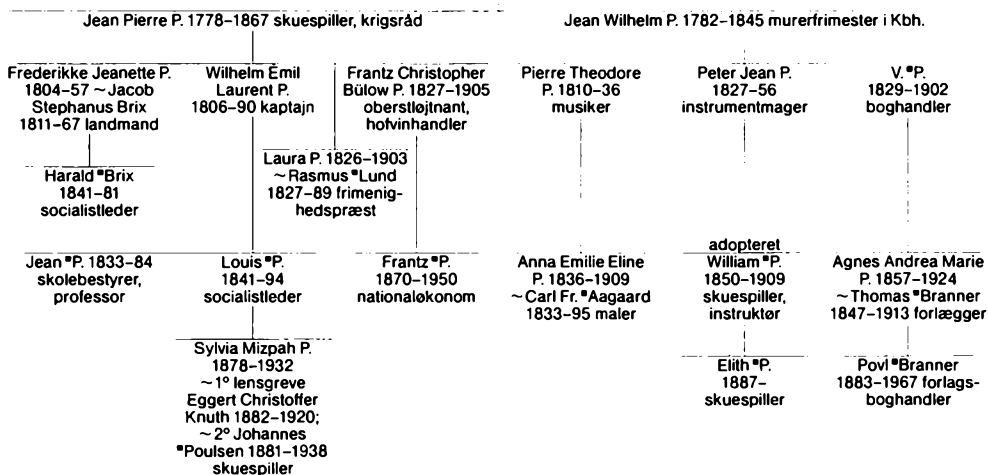 Jean Pierre P. 1778–1867 skuespiller, krigsråd
Frederikke Jeanette P.
1804–57 ~Jacob
Stephanus Brix
1811–67 landmand
Harald ▪Brix
1841–81
socialistleder
Wilhelm Emil
Laurent P.
1806–90 kaptajn
Frantz Christopher
Bülow P. 1827–1905
oberstløjtnant,
hofvinhandler
Laura P. 1826–1903
~Rasmus ▪Lund
1827–89 frimenig-
hedspræst
Jean ▪P. 1833–84
skolebestyrer,
professor
Louis ▪P.
1841–94
socialistleder
Frantz ▪P.
1870–1950
nationaløkonom
Sylvia Mizpah P.
1878–1932
~1° lensgreve
Eggert Christoffer
Knuth 1882–1920;
~2° Johannes
▪Poulsen 1881–1938
skuespiller
Jean Wilhelm P. 1782–1845 murerfrimester i Kbh.
Pierre Theodore
P. 1810–36
musiker
Peter Jean P.
1827–56
instrumentmager
V. ▪P.
1829–1902
boghandler
Anna Emilie Eline
P. 1836–1909
~Carl Fr. ▪Aagaard
1833–95 maler
adopteret
William ▪P.
1850–1909
skuespiller,
instruktør
Agnes Andrea Marie
P. 1857–1924
~Thomas ▪Branner
1847–1913 forlægger
Elith ▪P.
1887–
skuespiller
Povl ▪Branner
1883–1967 forlags-
boghandler